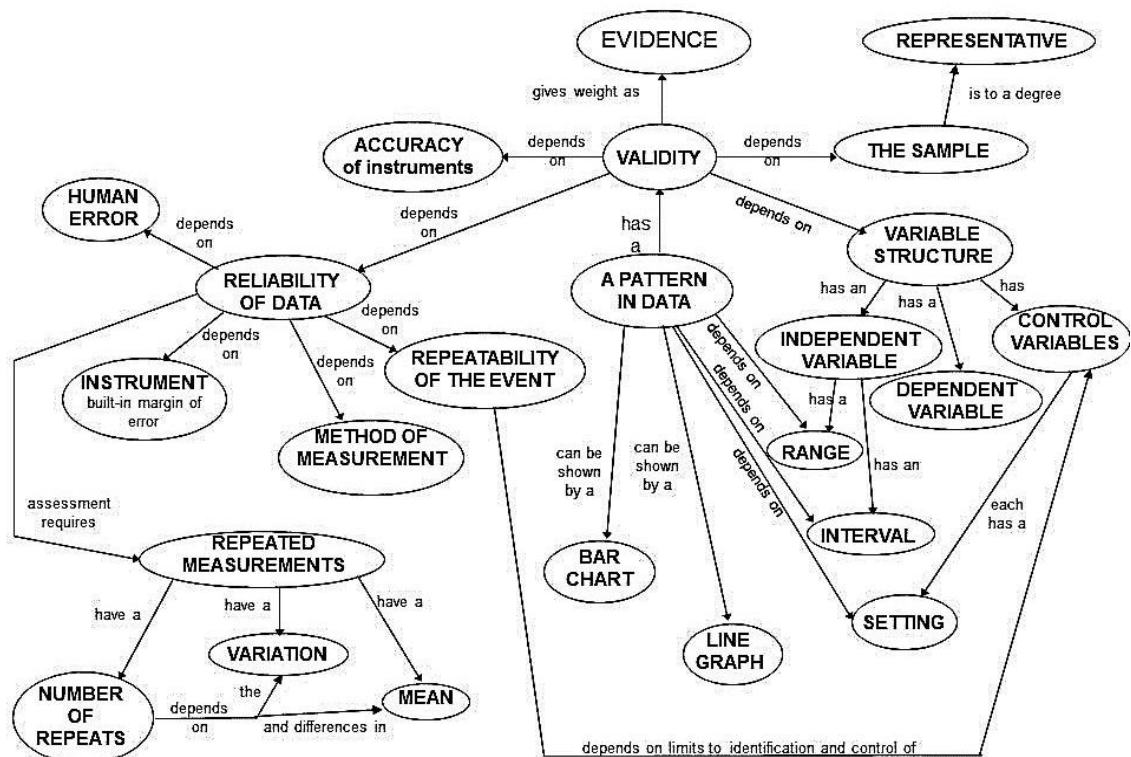 EVIDENCE
REPRESENTATIVE
gives weight as
is to a degree
ACCURACY
of instruments
depends
on
VALIDITY
depends
on
THE SAMPLE
HUMAN
ERROR
depends
on
depends
on
has
a
depends on
VARIABLE
STRUCTURE
RELIABILITY
OF DATA
A PATTERN
IN DATA
has an
has a
has
depends
on
depends
on
depends
on
INSTRUMENT
built-in margin of
error
REPEATABILITY
OF THE EVENT
depends on
depends on
depends on
INDEPENDENT
VARIABLE
CONTROL
VARIABLES
DEPENDENT
VARIABLE
has a
METHOD OF
MEASUREMENT
can be
shown
by a
can be
shown
by a
RANGE
has an
assessment
requires
each
has a
INTERVAL
REPEATED
MEASUREMENTS
BAR
CHART
SETTING
have a
have a
have a
VARIATION
LINE
GRAPH
NUMBER
OF
REPEATS
the
MEAN
depends
on
and differences in
depends on limits to identification and control of